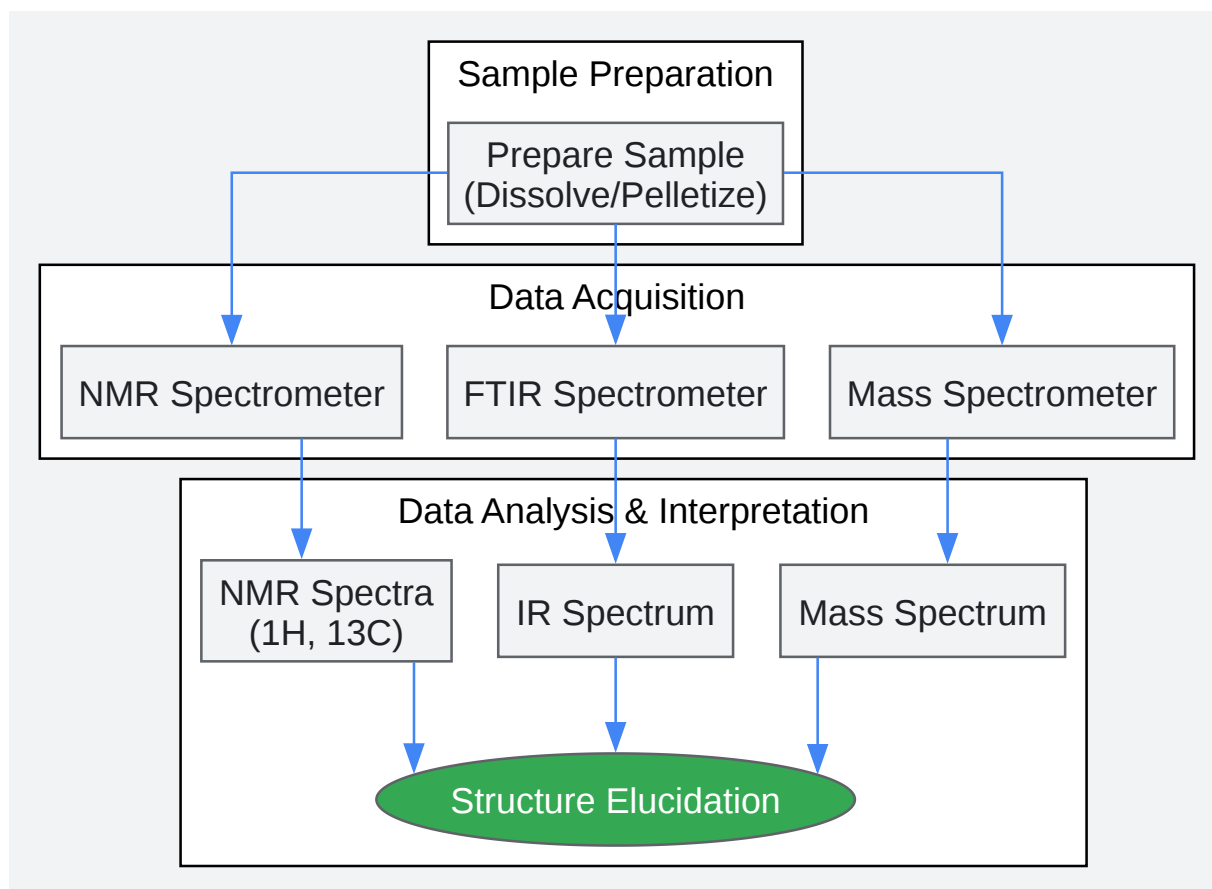 Sample Preparation
Prepare Sample
(Dissolve/Pelletize)
Data Acquisition
NMR Spectrometer
FTIR Spectrometer
Mass Spectrometer
Data Analysis & Interpretation
NMR Spectra
(1H, 13C)
IR Spectrum
Mass Spectrum
Structure Elucidation